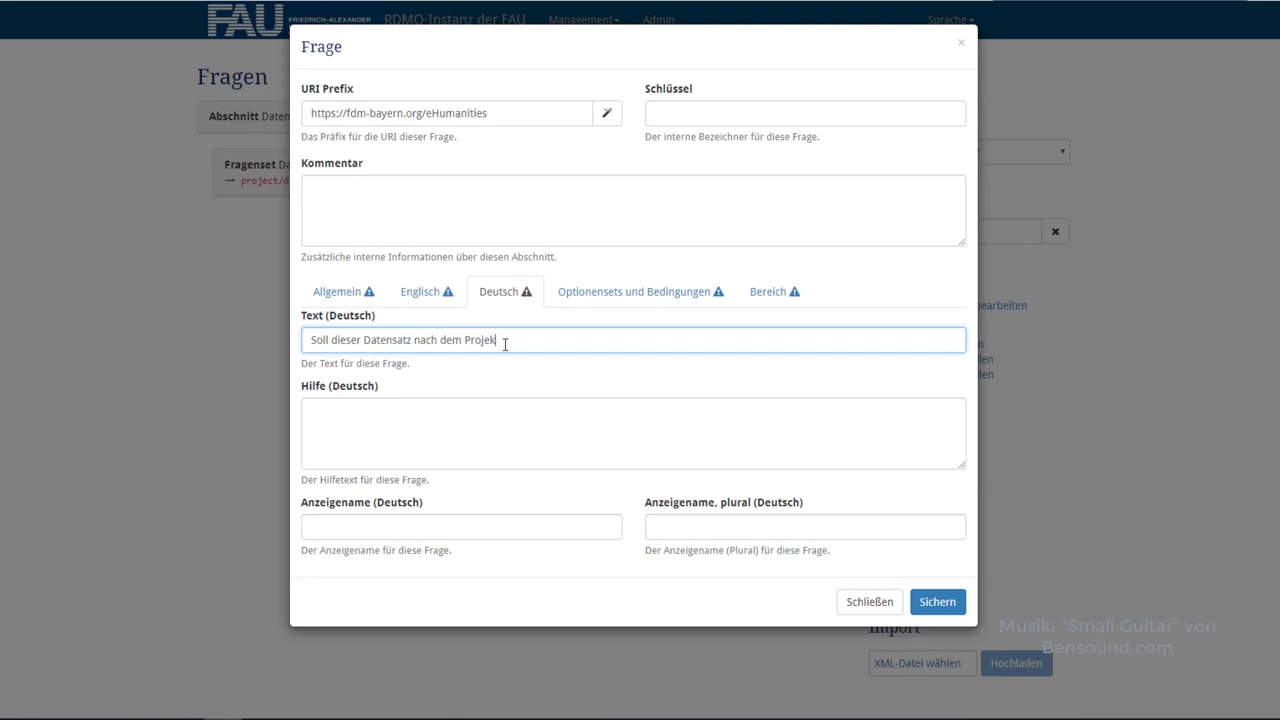 FAU FRIEDRICH-ALEXANDER RDMO-Instanz der FAU Management Admin Sprache
Frage
×
Fragen
URI Prefix Schlüssel
https://fdm-bayern.org/eHumanities
Abschnitt Daten
Das Präfix für die URI dieser Frage. Der interne Bezeichner für diese Frage.
Kommentar
Fragenset Da
→ project/d
Zusätzliche interne Informationen über diesen Abschnitt.
Allgemein Englisch Deutsch Optionensets und Bedingungen Bereich
bearbeiten
Text (Deutsch)
Soll dieser Datensatz nach dem Projek
Der Text für diese Frage.
Hilfe (Deutsch)
Der Hilfetext für diese Frage.
Anzeigename (Deutsch) Anzeigename, plural (Deutsch)
Der Anzeigename für diese Frage. Der Anzeigename (Plural) für diese Frage.
Schließen Sichern
Import
Musik: "Small Guitar" von
Bensound.com
XML-Datei wählen Hochladen